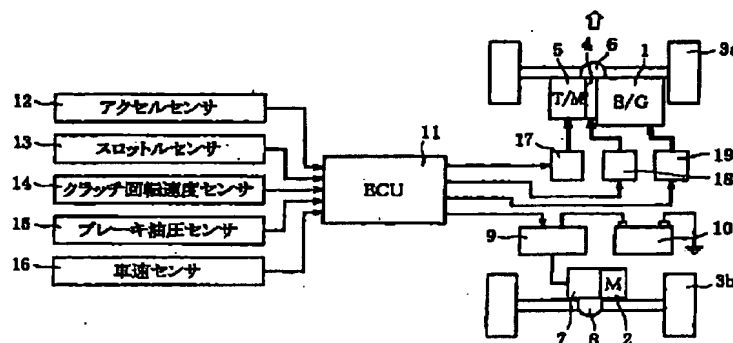 4 6
5 1 3a
T/M E/G
12 アクセルセンサ
11
13 スロットルセンサ
17 19
14 クラッチ回転速度センサ
ECU
18
15 ブレーキ油圧センサ
9 10
16 車速センサ
M 3b
7 8 2